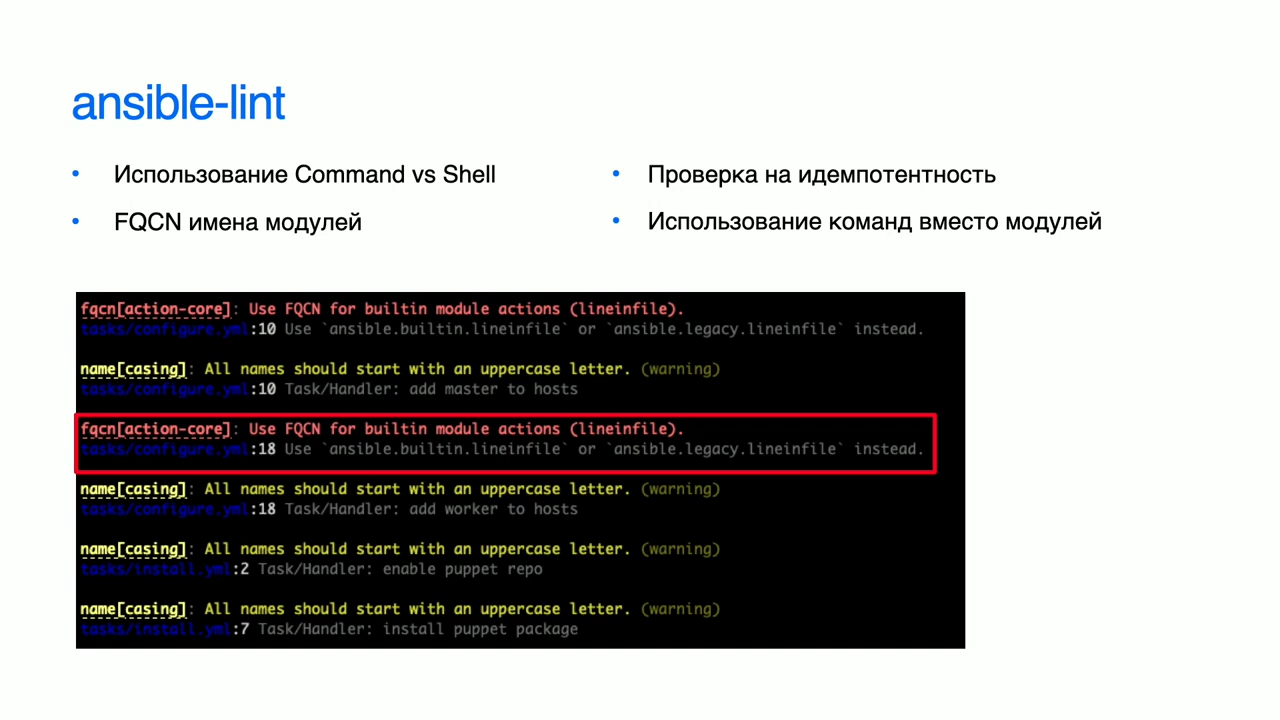 ansible-lint
• Использование Command vs Shell
• FQCN имена модулей
• Проверка на идемпотентность
• Использование команд вместо модулей
fqcn[action-core]: Use FQCN for builtin module actions (lineinfile).
tasks/configure.yml:10 Use `ansible.builtin.lineinfile` or `ansible.legacy.lineinfile` instead.
name[casing]: All names should start with an uppercase letter. (warning)
tasks/configure.yml:10 Task/Handler: add master to hosts
fqcn[action-core]: Use FQCN for builtin module actions (lineinfile).
tasks/configure.yml:18 Use `ansible.builtin.lineinfile` or `ansible.legacy.lineinfile` instead.
name[casing]: All names should start with an uppercase letter. (warning)
tasks/configure.yml:18 Task/Handler: add worker to hosts
name[casing]: All names should start with an uppercase letter. (warning)
tasks/install.yml:2 Task/Handler: enable puppet repo
name[casing]: All names should start with an uppercase letter. (warning)
tasks/install.yml:7 Task/Handler: install puppet package